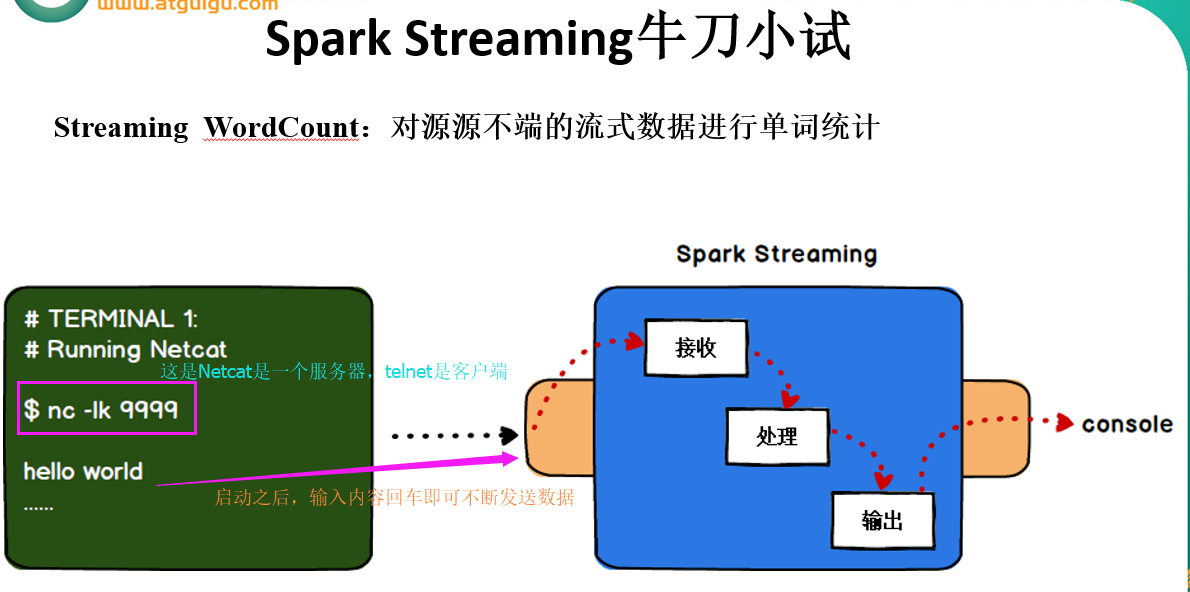 www.atguigu.com
Spark Streaming牛刀小试
Streaming WordCount：对源源不端的流式数据进行单词统计
Spark Streaming
# TERMINAL 1:
# Running Netcat
这是Netcat是一个服务器，telnet是客户端
$ nc -lk 9999
hello world
......
启动之后，输入内容回车即可不断发送数据
接收
处理
输出
console